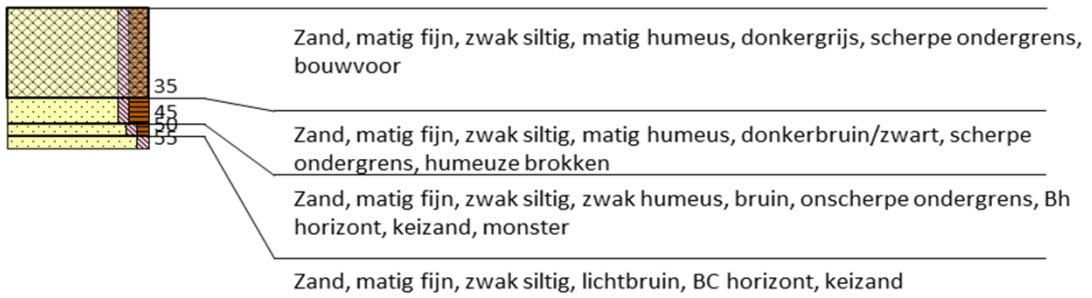 Zand, matig fijn, zwak siltig, matig humeus, donkergrijs, scherpe ondergrens,
bouwvoor
35
45
50
55
Zand, matig fijn, zwak siltig, matig humeus, donkerbruin/zwart, scherpe
ondergrens, humeuze brokken
Zand, matig fijn, zwak siltig, zwak humeus, bruin, onscherpe ondergrens, Bh
horizont, keizand, monster
Zand, matig fijn, zwak siltig, lichtbruin, BC horizont, keizand